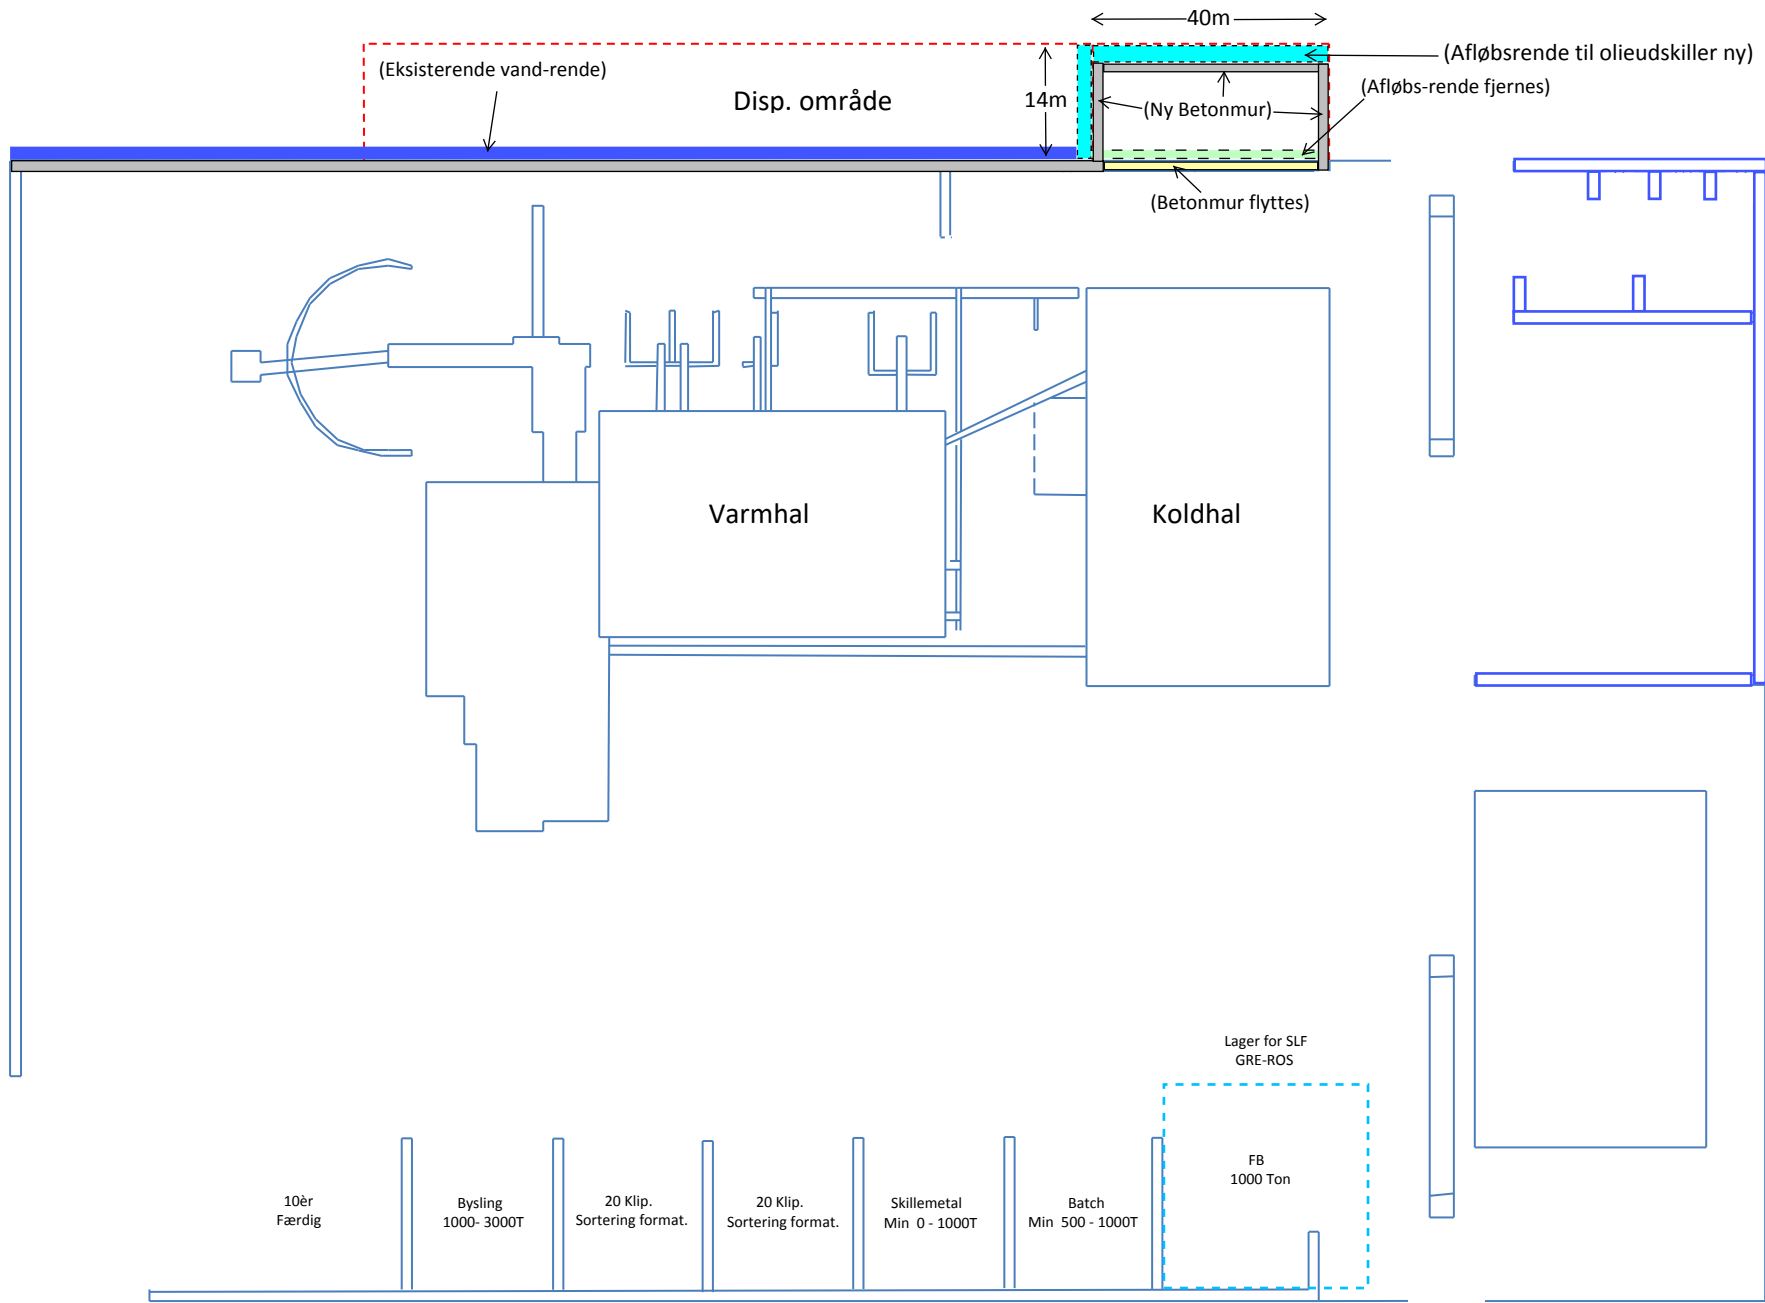 40m
(Afløbsrende til olieudskiller ny)
(Eksisterende vand-rende)
(Afløbs-rende fjernes)
Disp. område
14m
(Ny Betonmur)
(Betonmur flyttes)
Varmhal
Koldhal
Lager for SLF
GRE-ROS
FB
1000 Ton
10èr
Færdig
Bysling
1000- 3000T
20 Klip.
Sortering format.
20 Klip.
Sortering format.
Skillemetal
Min 0 - 1000T
Batch
Min 500 - 1000T